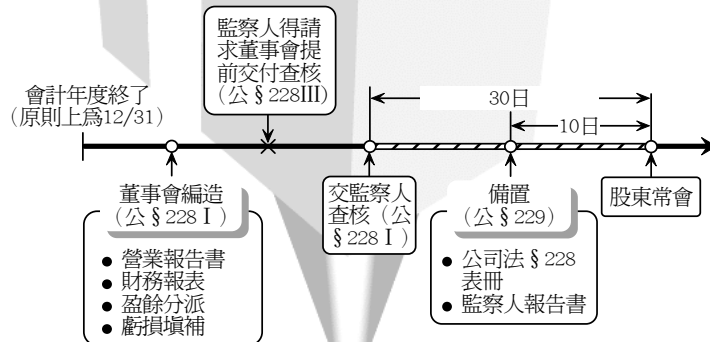 監察人得請
求董事會提
前交付查核
(公§228III)
會計年度終了
(原則上爲12/31)
30日
10日
董事會編造
(公§228Ⅰ)
● 營業報告書
● 財務報表
● 盈餘分派
● 虧損塡補
交監察人
查核(公
§228Ⅰ)
備置
(公§229)
● 公司法§228
表冊
● 監察人報告書
股東常會